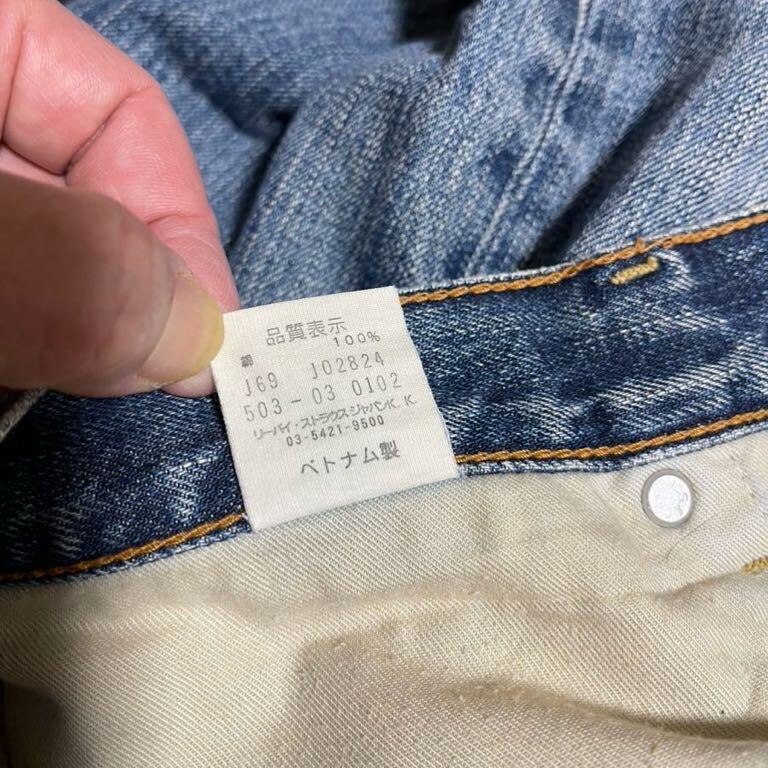 品質表示
綿 100%
J69 J02824
503-03 0102
リーバイ・ストラウスジャパンK.K.
03-5421-9500
ベトナム製